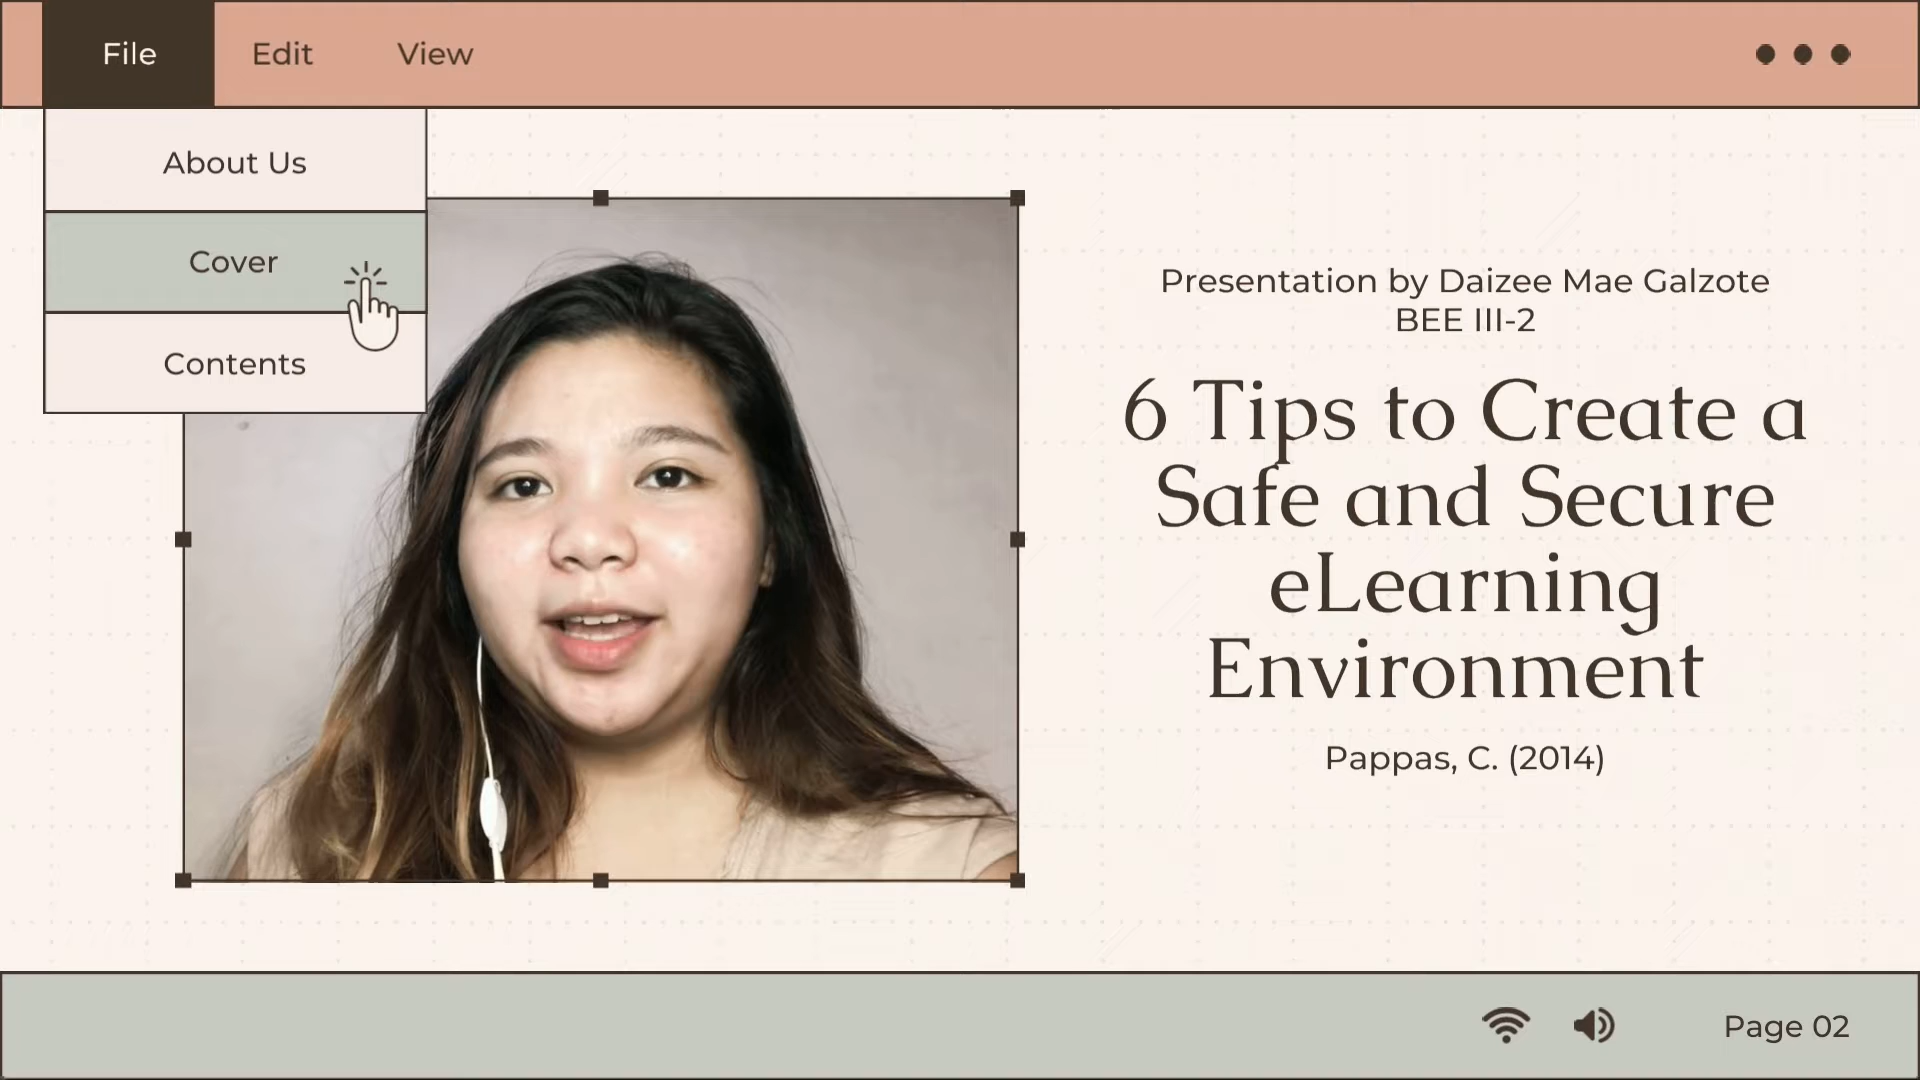 File
Edit
View
About Us
Cover
Contents
Presentation by Daizee Mae Galzote
BEE III-2
6 Tips to Create a
Safe and Secure
eLearning
Environment
Pappas, C. (2014)
Page 02